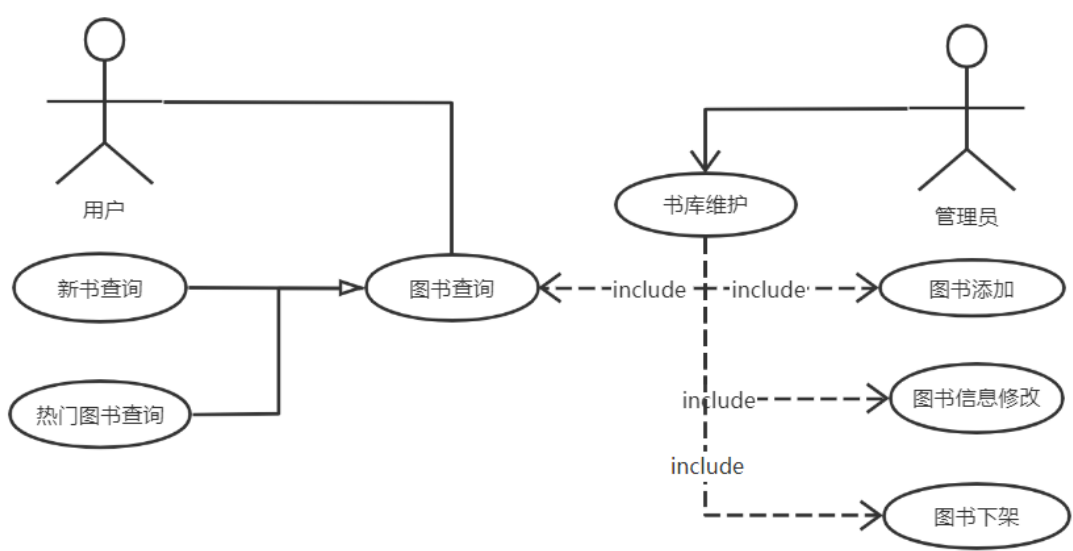 用户
管理员
书库维护
新书查询
图书查询
include
include
图书添加
热门图书查询
include
图书信息修改
include
图书下架